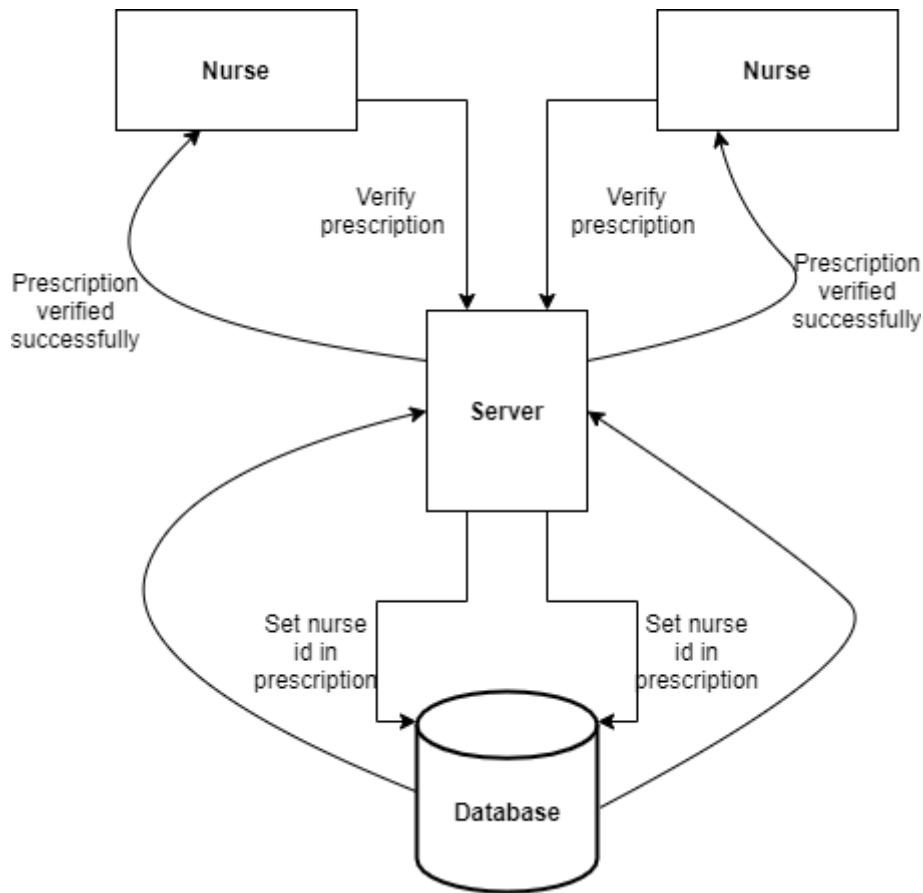 Nurse
Nurse
Verify
prescription
Verify
prescription
Prescription
verified
successfully
Prescription
verified
successfully
Server
Set nurse
id in
prescription
Set nurse
id in
prescription
Database